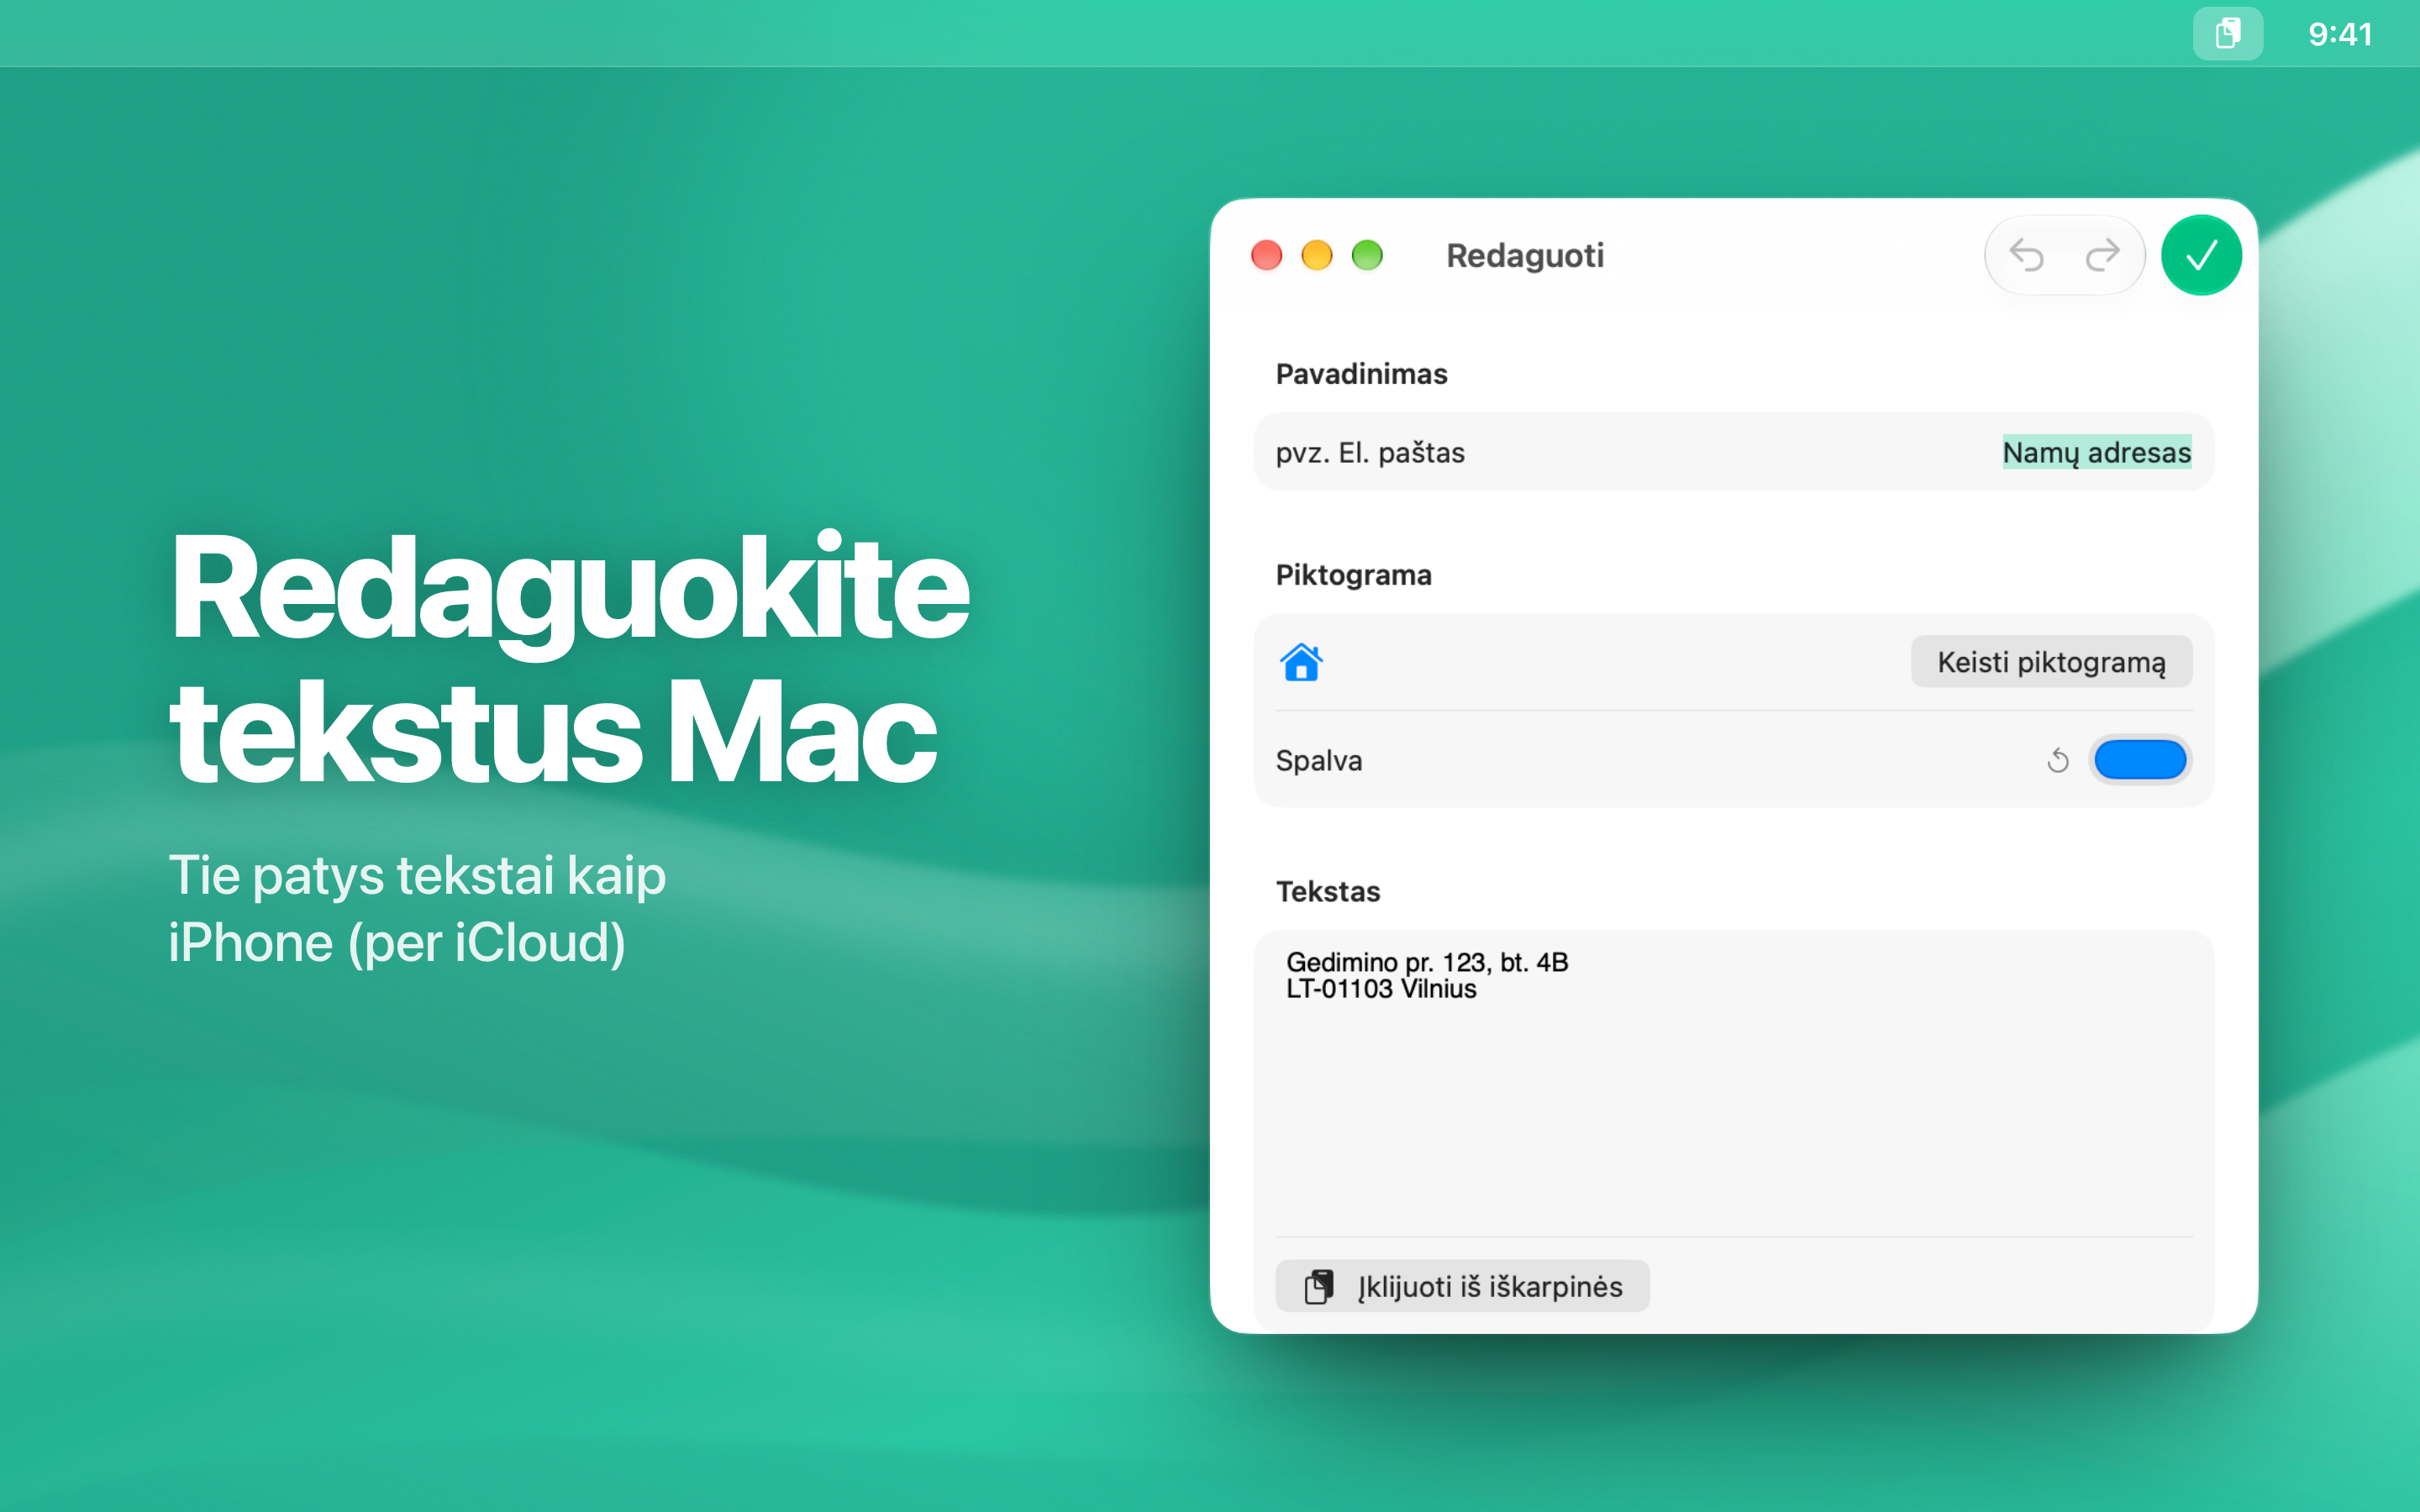 9:41
Redaguokite
tekstus Mac
Tie patys tekstai kaip
iPhone (per iCloud)
Redaguoti
Pavadinimas
pvz. El. paštas
Namų adresas
Piktograma
Keisti piktogramą
Spalva
Tekstas
Gedimino pr. 123, bt. 4B
LT-01103 Vilnius
Įklijuoti iš iškarpinės